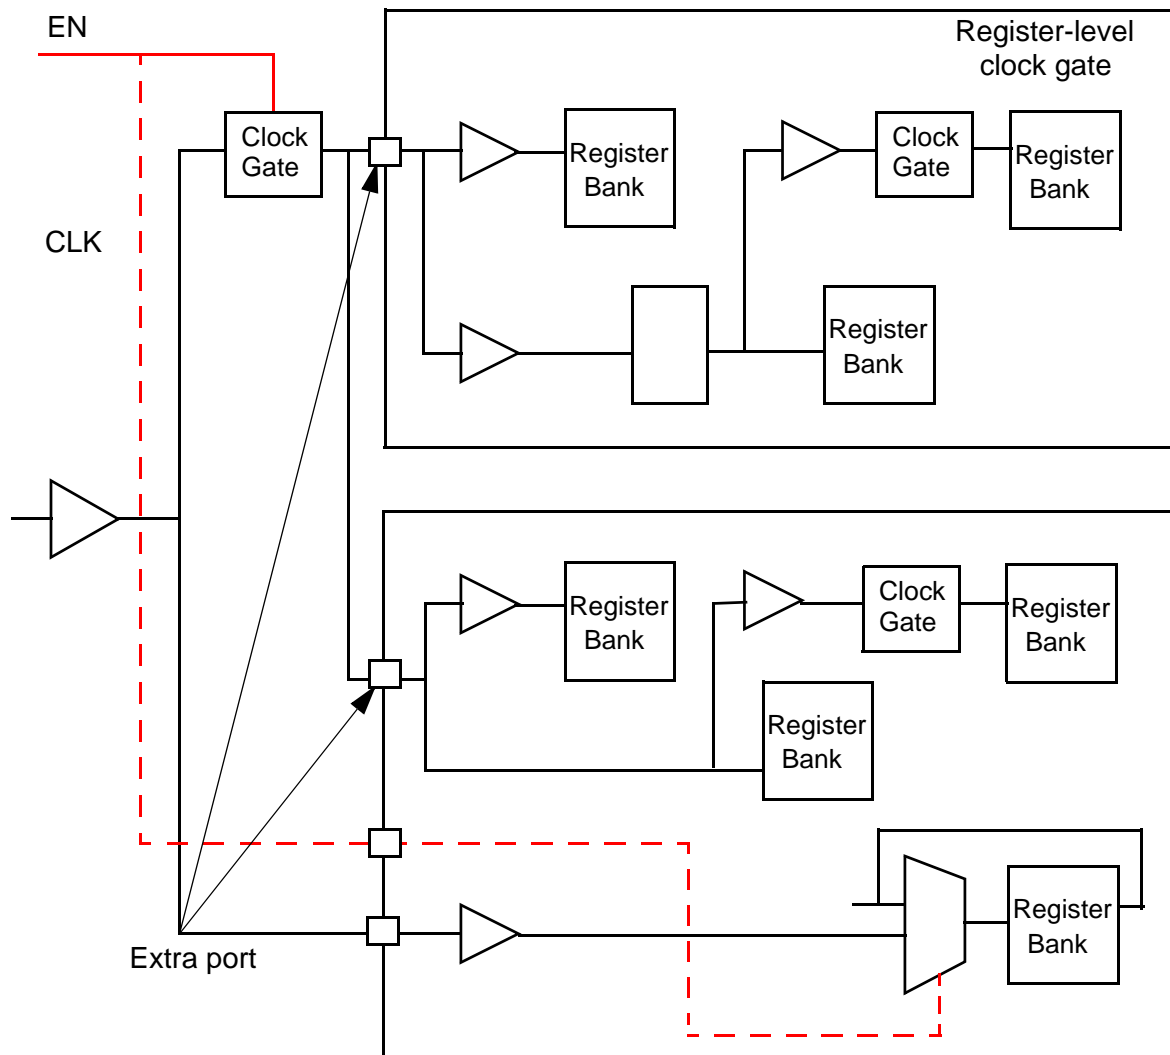 EN
Register-level
clock gate
Clock
Gate
Register
Bank
Clock
Gate
Register
Bank
CLK
Register
Bank
Register
Bank
Clock
Gate
Register
Bank
Register
Bank
Register
Bank
Extra port